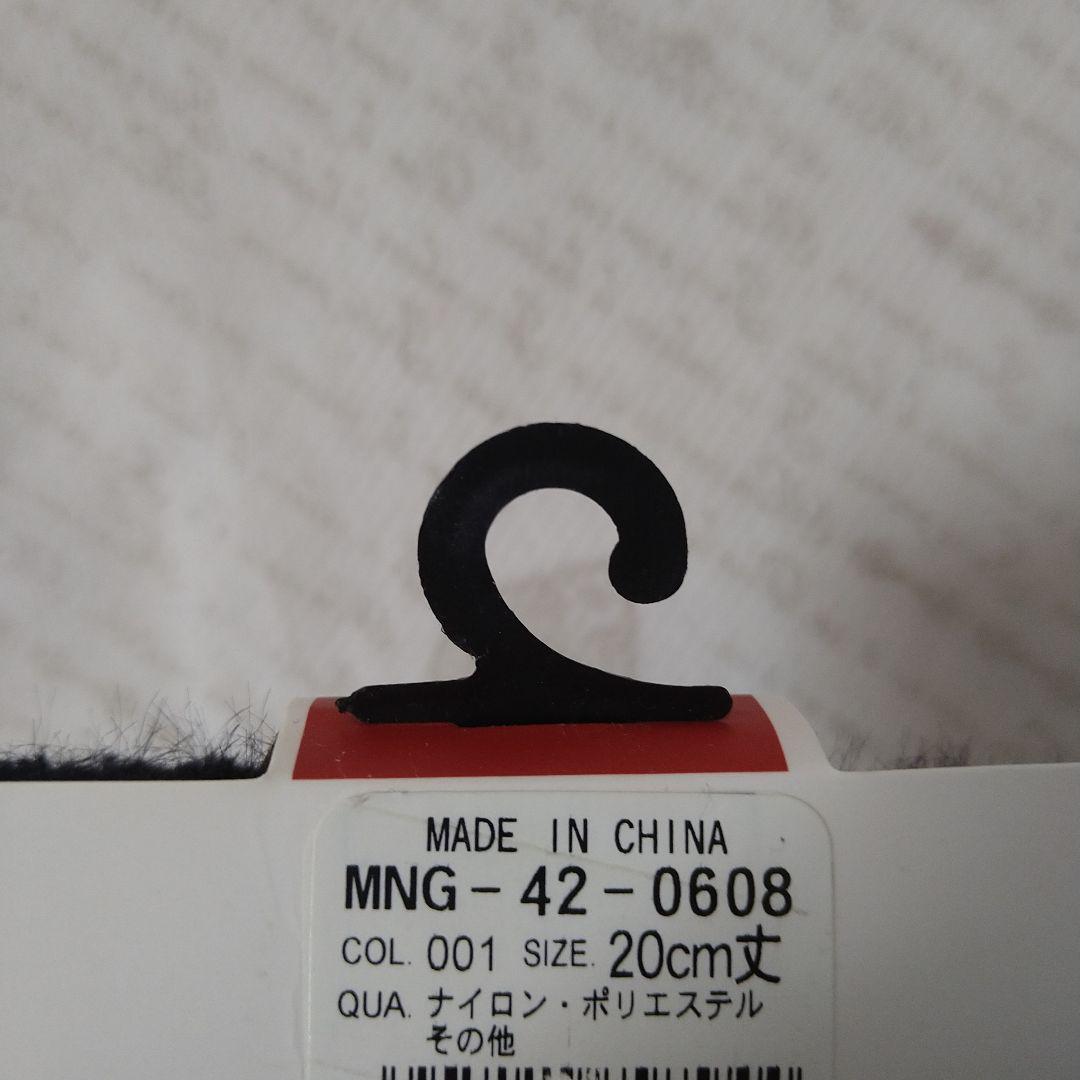 MADE IN CHINA
MNG-42-0608
COL. 001 SIZE. 20cm丈
QUA. ナイロン・ポリエステル
その他